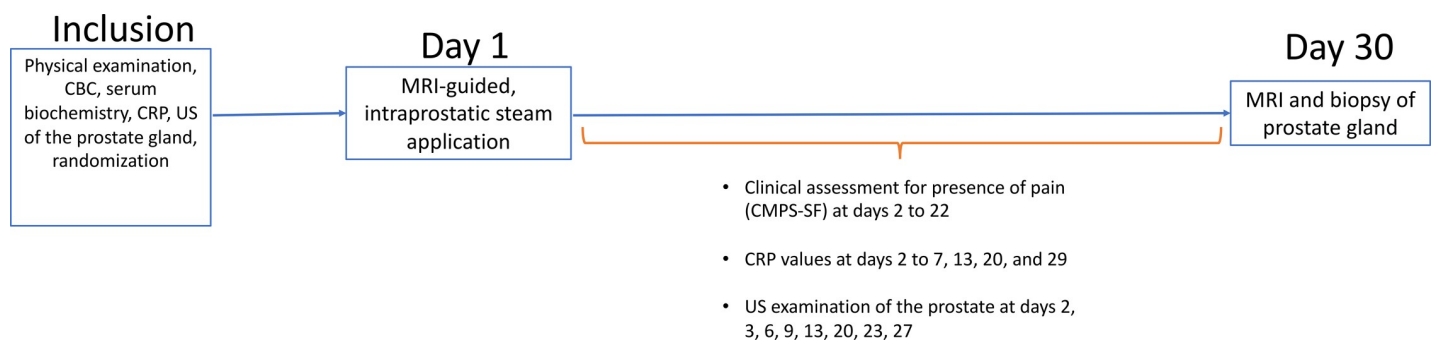 Inclusion
Physical examination,
CBC, serum
biochemistry, CRP, US
of the prostate gland,
randomization
Day 1
MRI-guided,
intraprostatic steam
application
Day 30
MRI and biopsy of
prostate gland
• Clinical assessment for presence of pain
(CMPS-SF) at days 2 to 22
• CRP values at days 2 to 7, 13, 20, and 29
• US examination of the prostate at days 2,
3, 6, 9, 13, 20, 23, 27